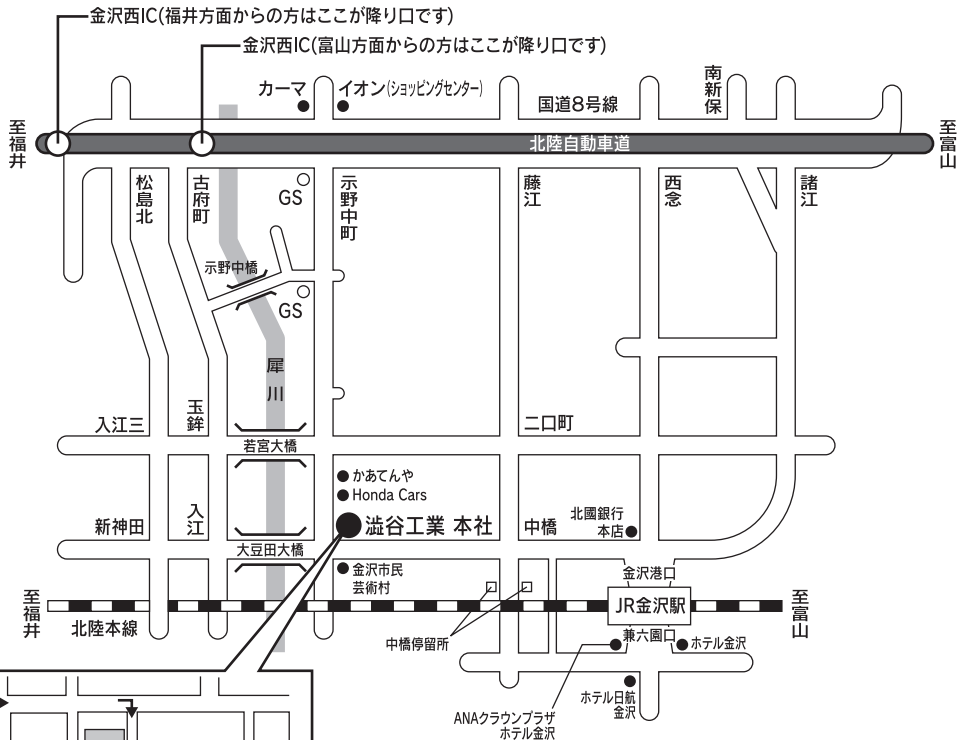 金沢西IC(福井方面からの方はここが降り口です)
金沢西IC(富山方面からの方はここが降り口です)
カーマ
イオン(ショッピングセンター)
国道8号線
南新保
至福井
北陸自動車道
至富山
松島北
古府町
GS
示野中町
藤江
西念
諸江
示野中橋
GS
犀川
入江三
玉鉾
若宮大橋
二口町
かあてんや
Honda Cars
新神田
入江
澁谷工業 本社
中橋
北國銀行
本店
大豆田大橋
金沢市民
芸術村
金沢港口
至福井
北陸本線
JR金沢駅
至富山
中橋停留所
兼六園口
ホテル金沢
ホテル日航
金沢
ANAクラウンプラザ
ホテル金沢